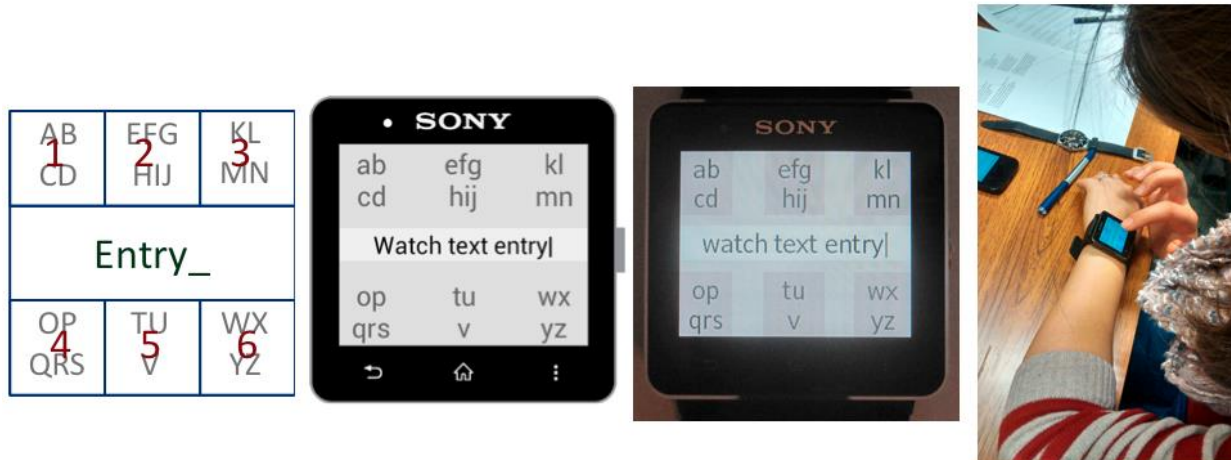 AB
CD
1
EFG
HIJ
2
KL
MN
3
Entry_
OP
QRS
4
TU
V
5
WX
YZ
6
SONY
ab efg kl
cd hij mn
Watch text entry|
op tu wx
qrs v yz
SONY
ab efg kl
cd hij mn
watch text entry|
op tu wx
qrs v yz